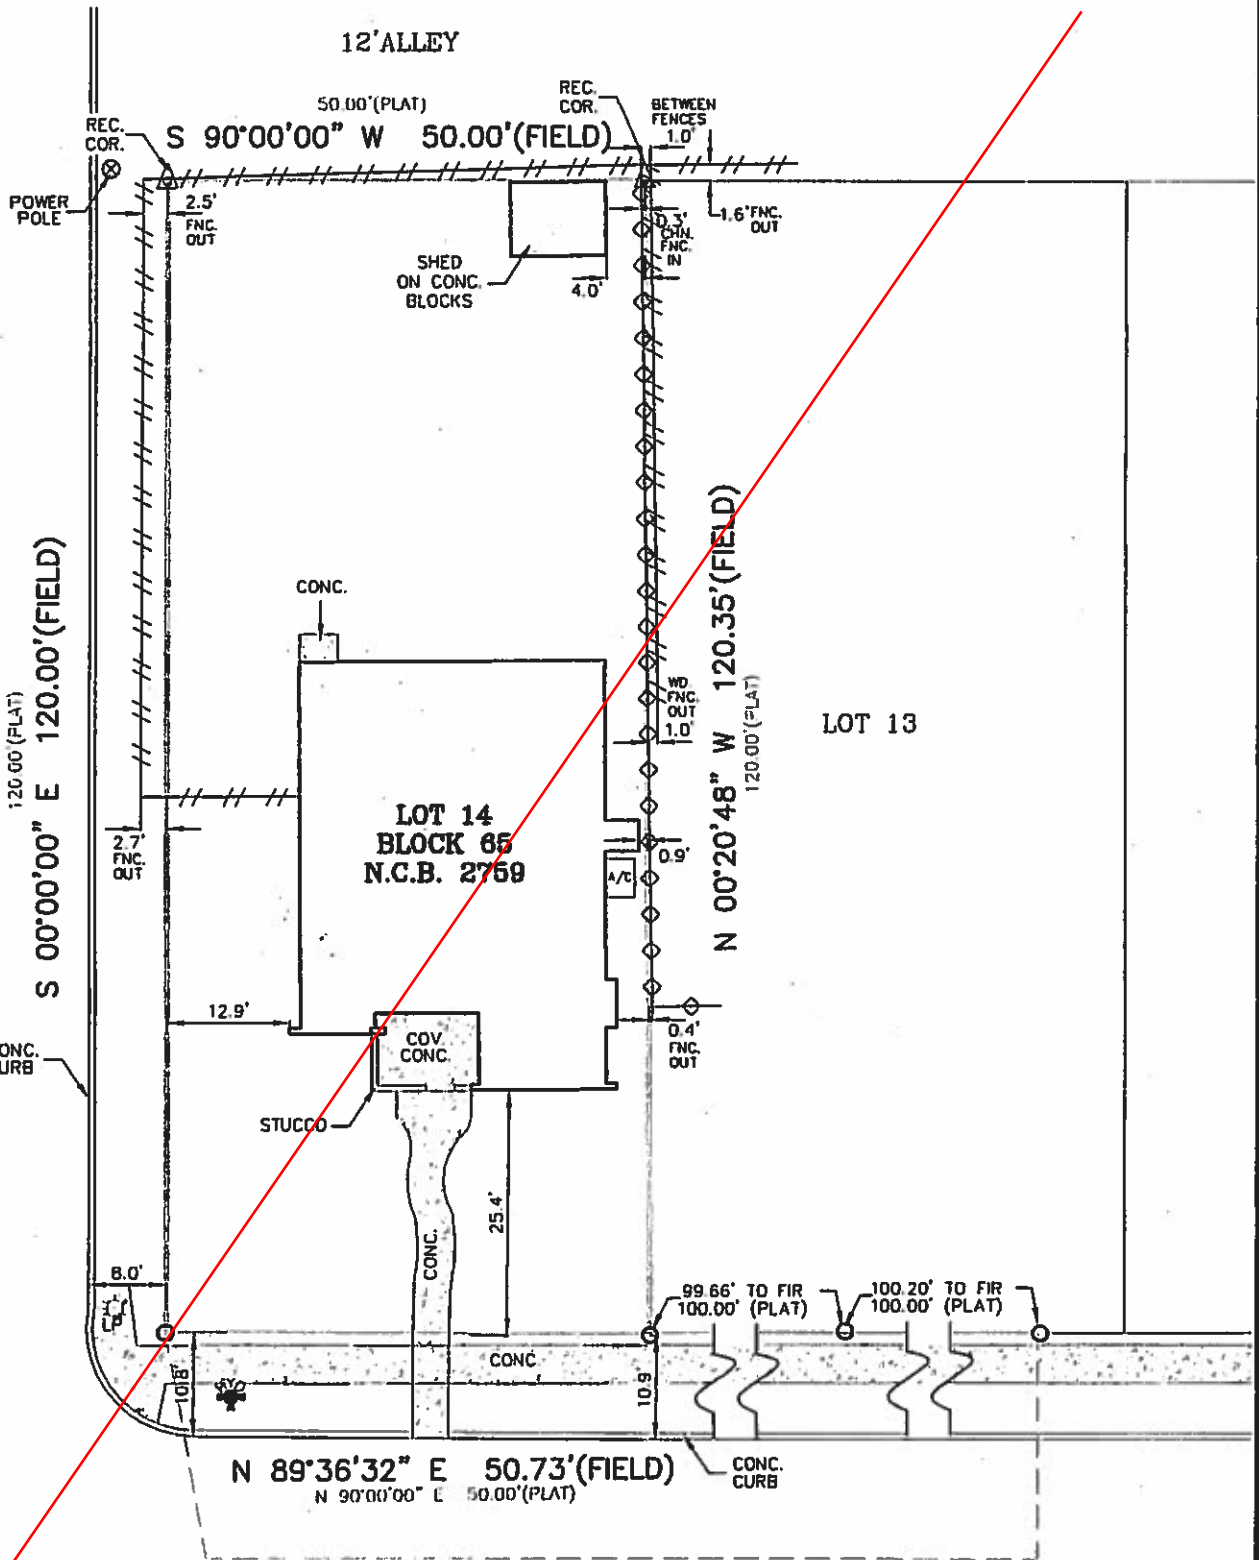 12'ALLEY
50.00'(PLAT)
S 90°00'00" W 50.00'(FIELD)
REC.
COR.
REC.
COR.
BETWEEN
FENCES
1.0'
POWER
POLE
2.5'
FNC.
OUT
SHED
ON CONC.
BLOCKS
4.0'
0.3'
CHN.
FNC.
IN
1.6'FNC.
OUT
S 00°00'00" E 120.00'(FIELD)
120.00'(PLAT)
CONC.
N 00°20'48" W 120.35'(FIELD)
120.00'(PLAT)
WD
FNC.
OUT
1.0'
LOT 13
LOT 14
BLOCK 65
N.C.B. 2759
2.7'
FNC.
OUT
0.9'
A/C
12.9'
COV
CONC.
0.4'
FNC.
OUT
ONC.
URB
STUCCO
25.4'
CONC.
8.0'
LP
99.66' TO FIR
100.00' (PLAT)
100.20' TO FIR
100.00' (PLAT)
CONC
10.8'
10.9
CONC.
CURB
N 89°36'32" E 50.73'(FIELD)
N 90°00'00" E 50.00'(PLAT)